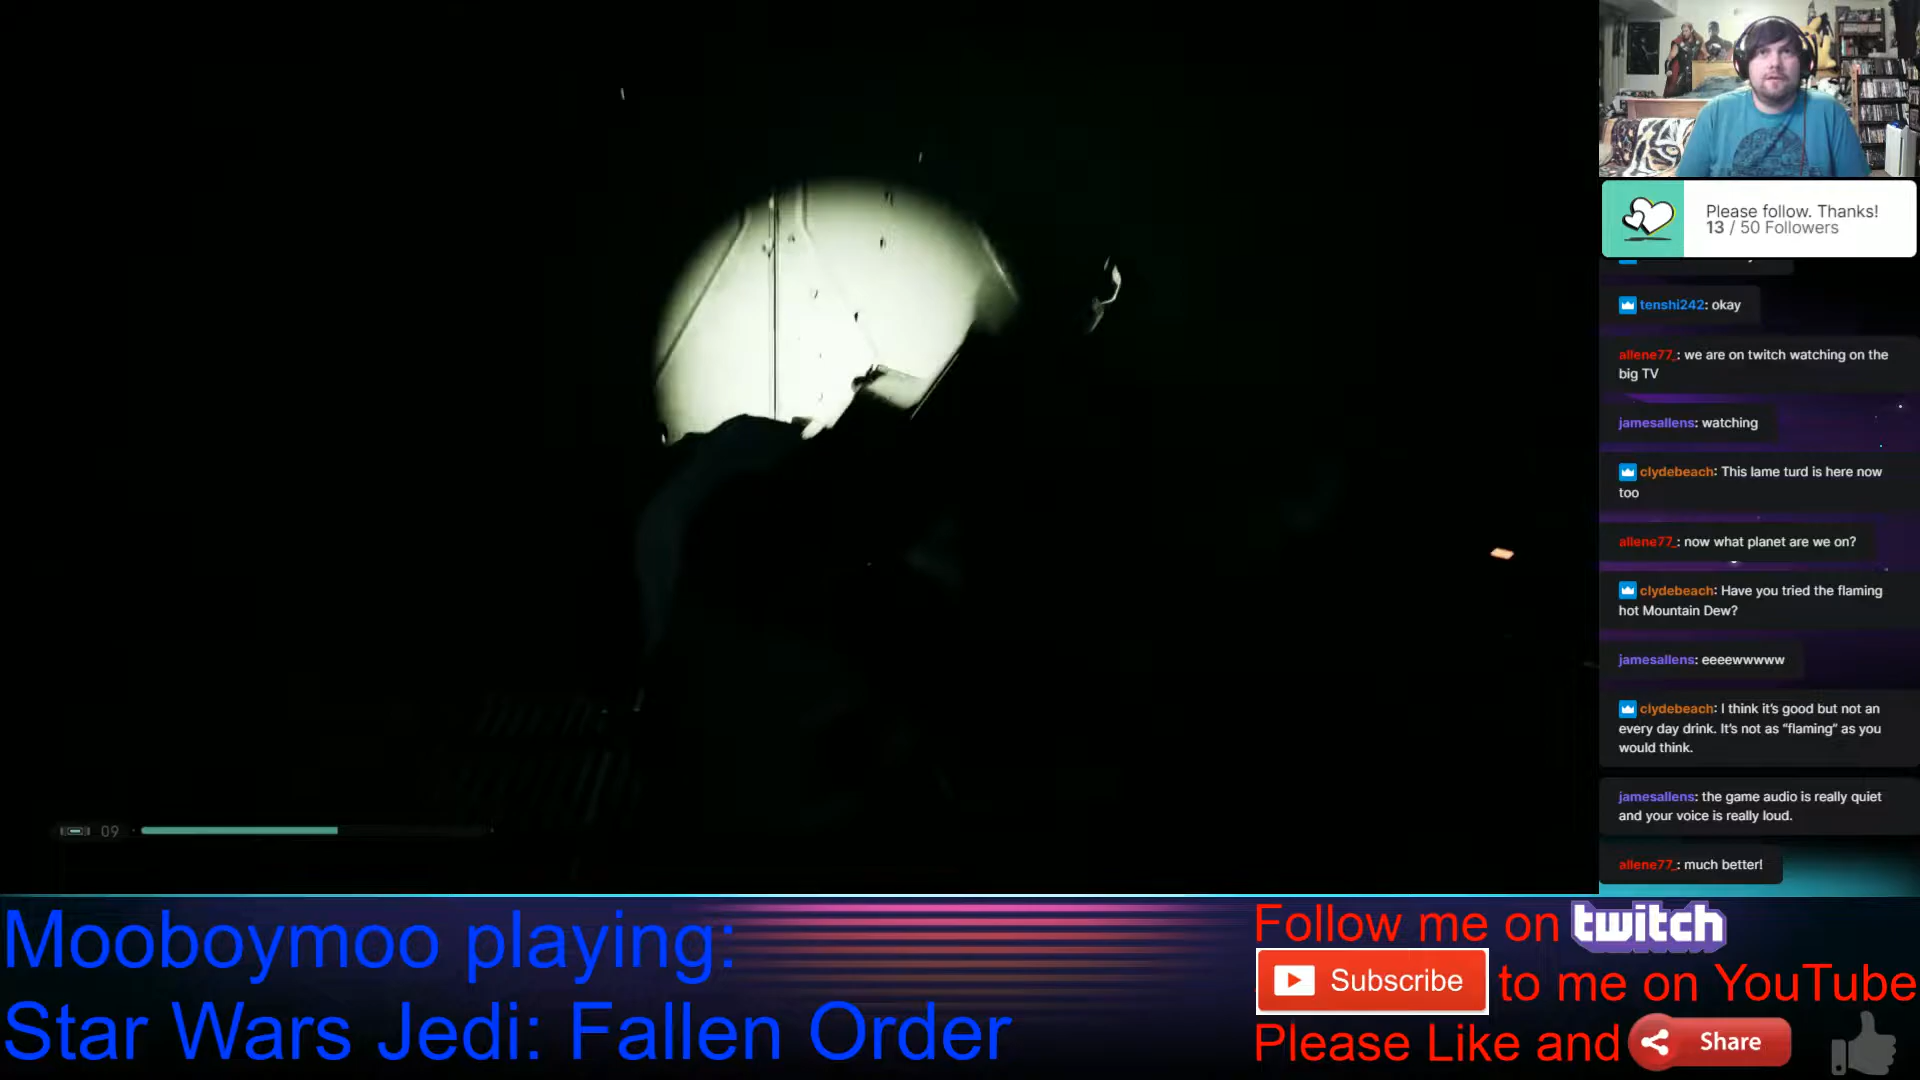 Please follow. Thanks!
13 / 50 Followers
tenshi242: okay
allene77_: we are on twitch watching on the
big TV
jamesallens: watching
clydebeach: This lame turd is here now
too
allene77_: now what planet are we on?
clydebeach: Have you tried the flaming
hot Mountain Dew?
jamesallens: eeeewwwww
clydebeach: I think it's good but not an
every day drink. It's not as “flaming” as you
would think.
jamesallens: the game audio is really quiet
and your voice is really loud.
allene77_: much better!
09
Mooboymoo playing:
Star Wars Jedi: Fallen Order
Follow me on twitch
Subscribe to me on YouTube
Please Like and Share